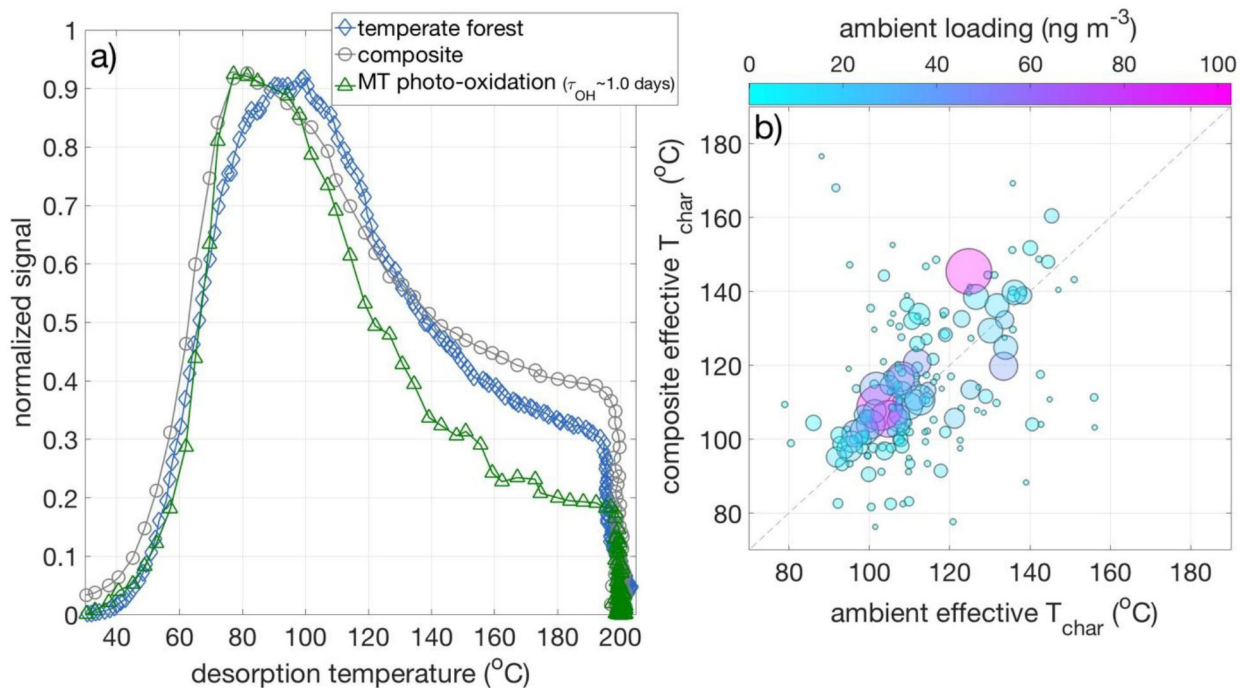 a)
temperate forest
composite
MT photo-oxidation (τOH~1.0 days)
normalized signal
1
0.9
0.8
0.7
0.6
0.5
0.4
0.3
0.2
0.1
0
40 60 80 100 120 140 160 180 200
desorption temperature (°C)
ambient loading (ng m-3)
0 20 40 60 80 100
b)
composite effective Tchar (°C)
180
160
140
120
100
80
80 100 120 140 160 180
ambient effective Tchar (°C)